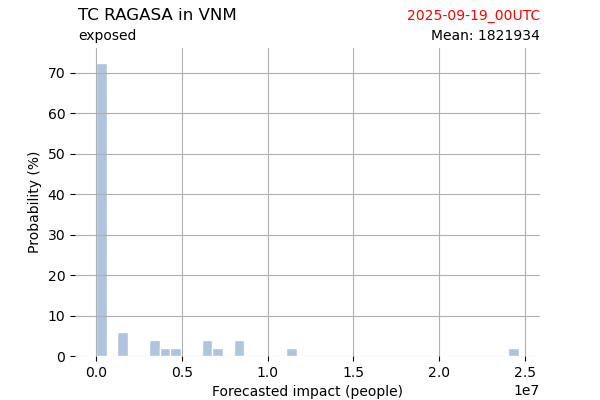 TC RAGASA in VNM
2025-09-19_00UTC
exposed
Mean: 1821934
Probability (%)
70
60
50
40
30
20
10
0
0.0 0.5 1.0 1.5 2.0 2.5
1e7
Forecasted impact (people)